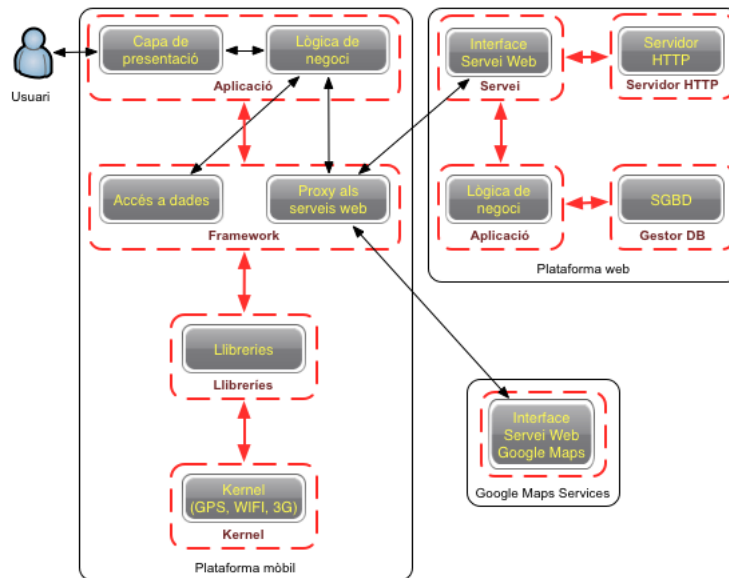 Usuari
Capa de
presentació
Lògica de
negoci
Aplicació
Accés a dades
Proxy als
serveis web
Framework
Llibreríes
Llibreríes
Kernel
(GPS, WIFI, 3G)
Kernel
Plataforma mòbil
Interface
Servei Web
Servei
Servidor
HTTP
Servidor HTTP
Lògica de
negoci
Aplicació
SGBD
Gestor DB
Plataforma web
Interface
Servei Web
Google Maps
Google Maps Services